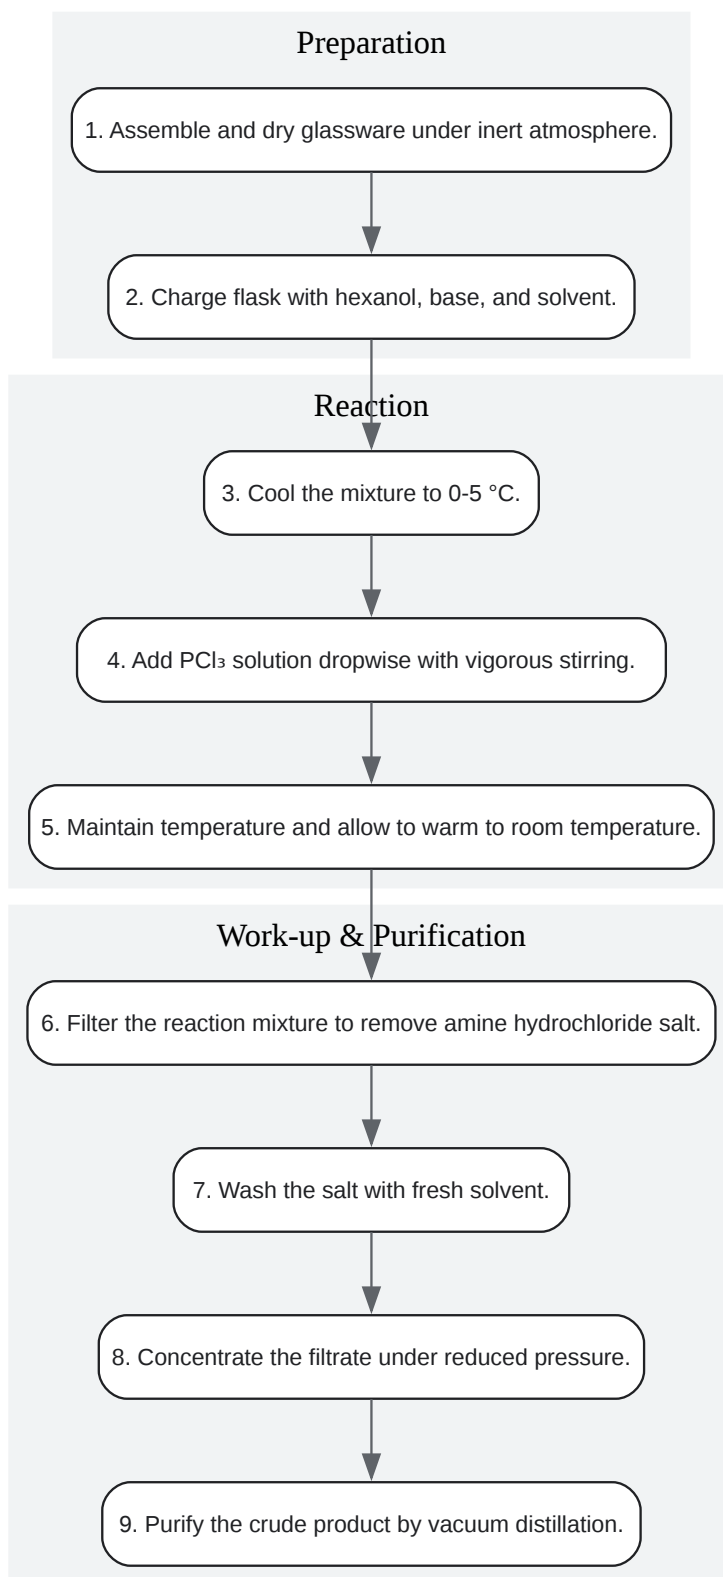 Preparation
1. Assemble and dry glassware under inert atmosphere.
2. Charge flask with hexanol, base, and solvent.
Reaction
3. Cool the mixture to 0-5 °C.
4. Add PCl₃ solution dropwise with vigorous stirring.
5. Maintain temperature and allow to warm to room temperature.
Work-up & Purification
6. Filter the reaction mixture to remove amine hydrochloride salt.
7. Wash the salt with fresh solvent.
8. Concentrate the filtrate under reduced pressure.
9. Purify the crude product by vacuum distillation.